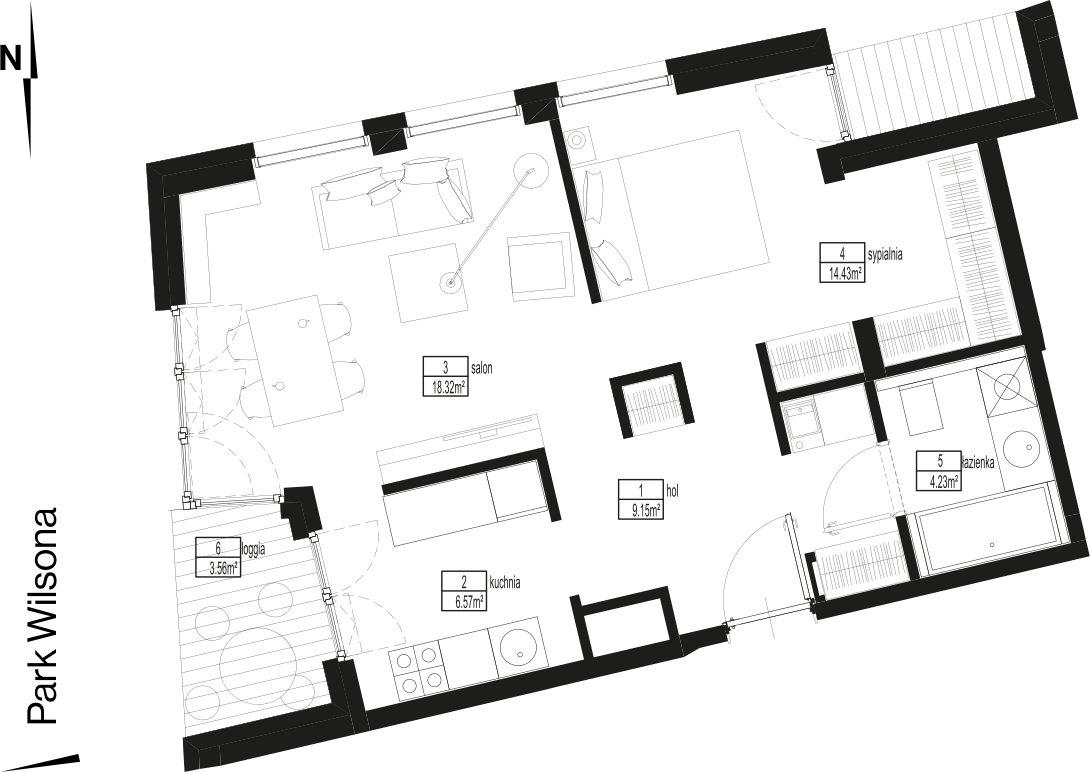 N
4
sypialnia
14.43m²
3
salon
18.32m²
5
łazienka
4.23m²
1
hol
9.15m²
6
loggia
3.56m²
2
kuchnia
6.57m²
Park Wilsona